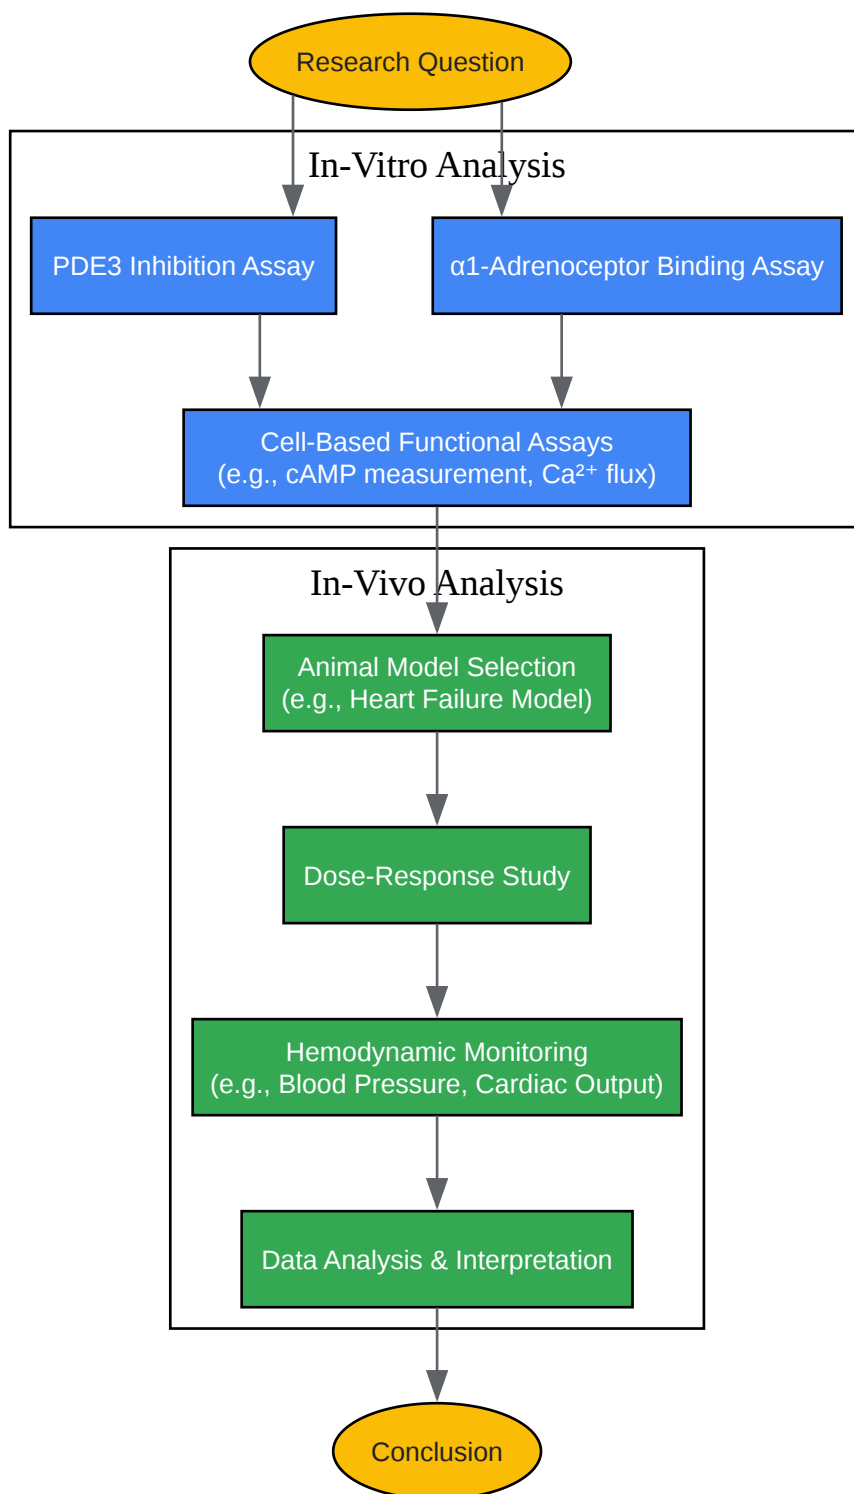 Research Question
In-Vitro Analysis
PDE3 Inhibition Assay
α1-Adrenoceptor Binding Assay
Cell-Based Functional Assays
(e.g., cAMP measurement, Ca²⁺ flux)
In-Vivo Analysis
Animal Model Selection
(e.g., Heart Failure Model)
Dose-Response Study
Hemodynamic Monitoring
(e.g., Blood Pressure, Cardiac Output)
Data Analysis & Interpretation
Conclusion